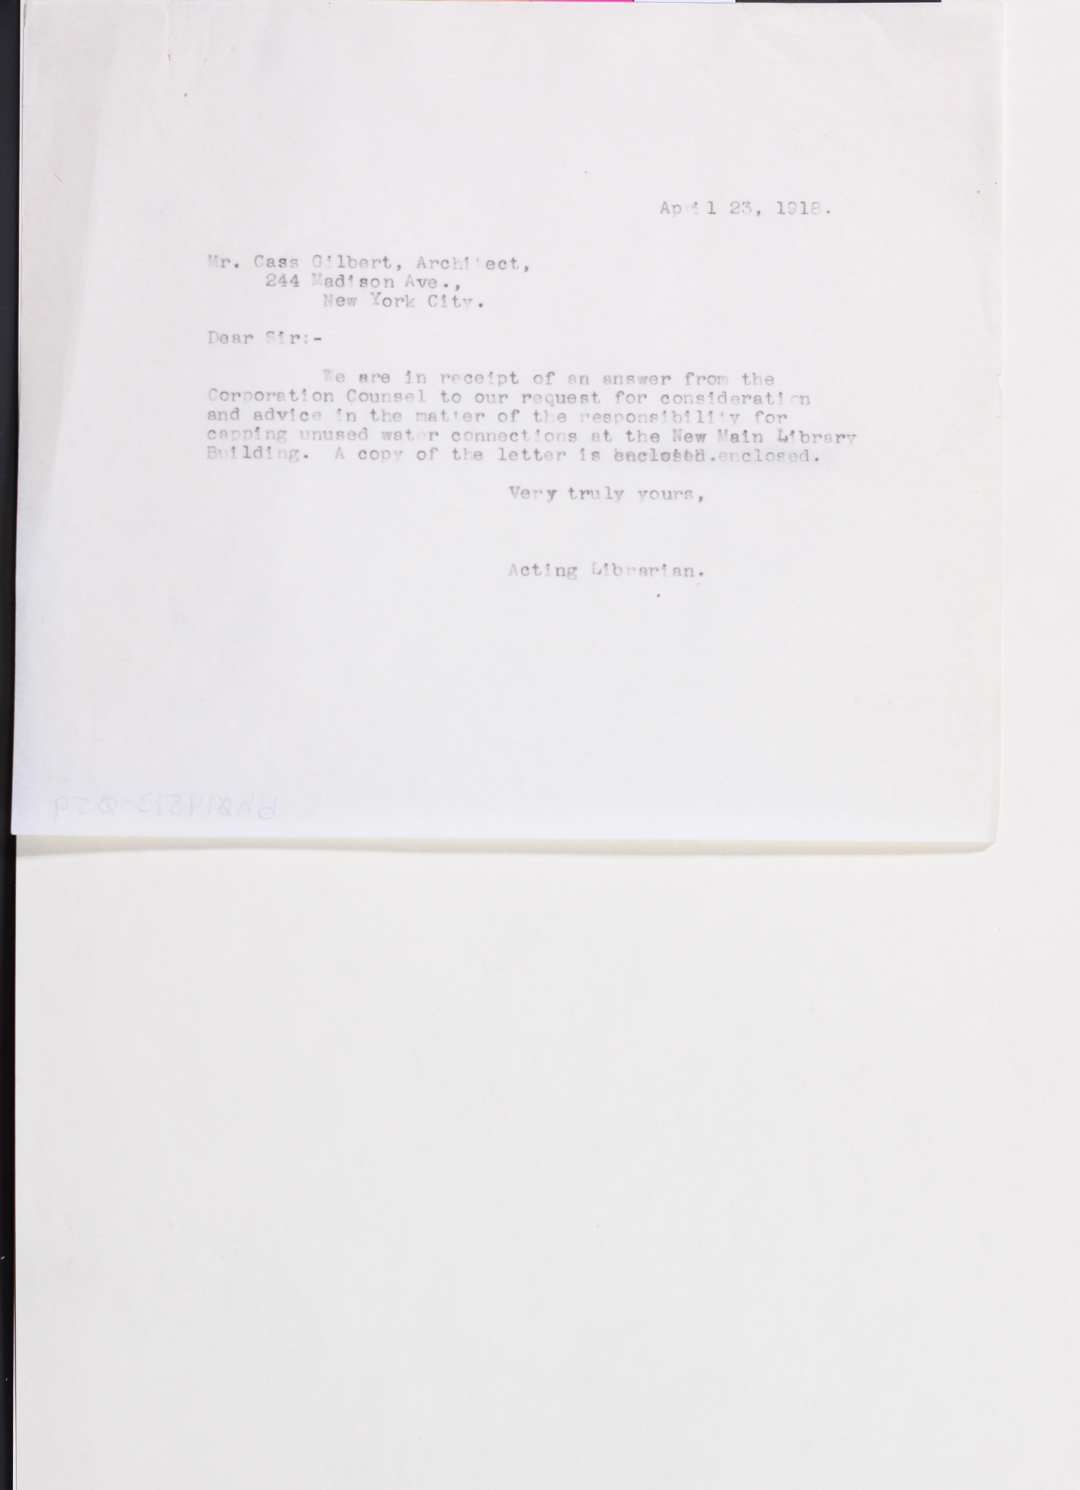 April 23, 1918.
Mr. Cass Gilbert, Architect,
244 Madison Ave.,
New York City.
Dear Sir:-
We are in receipt of an answer from the
Corporation Counsel to our request for consideration
and advice in the matter of the responsibility for
capping unused water connections at the New Main Library
Building. A copy of the letter is enclosed.
Very truly yours,
Acting Librarian.